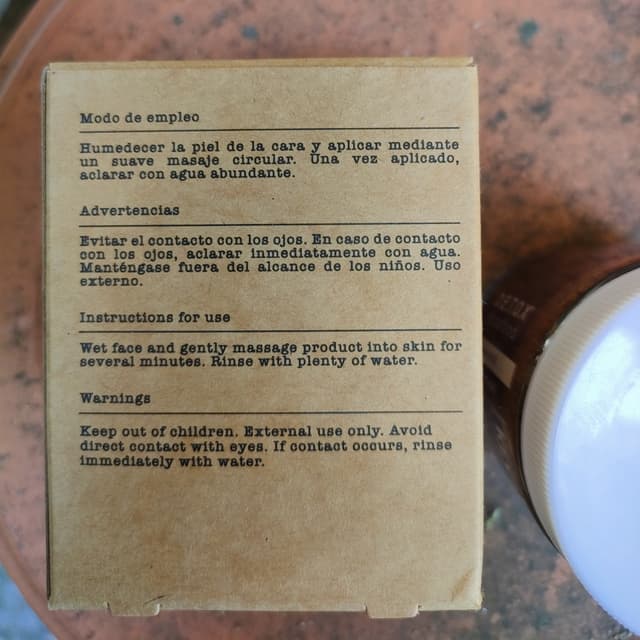 Modo de empleo
Humedecer la piel de la cara y aplicar mediante
un suave masaje circular. Una vez aplicado,
aclarar con agua abundante.
Advertencias
Evitar el contacto con los ojos. En caso de contacto
con los ojos, aclarar inmediatamente con agua.
Manténgase fuera del alcance de los niños. Uso
externo.
Instructions for use
Wet face and gently massage product into skin for
several minutes. Rinse with plenty of water.
Warnings
Keep out of children. External use only. Avoid
direct contact with eyes. If contact occurs, rinse
immediately with water.